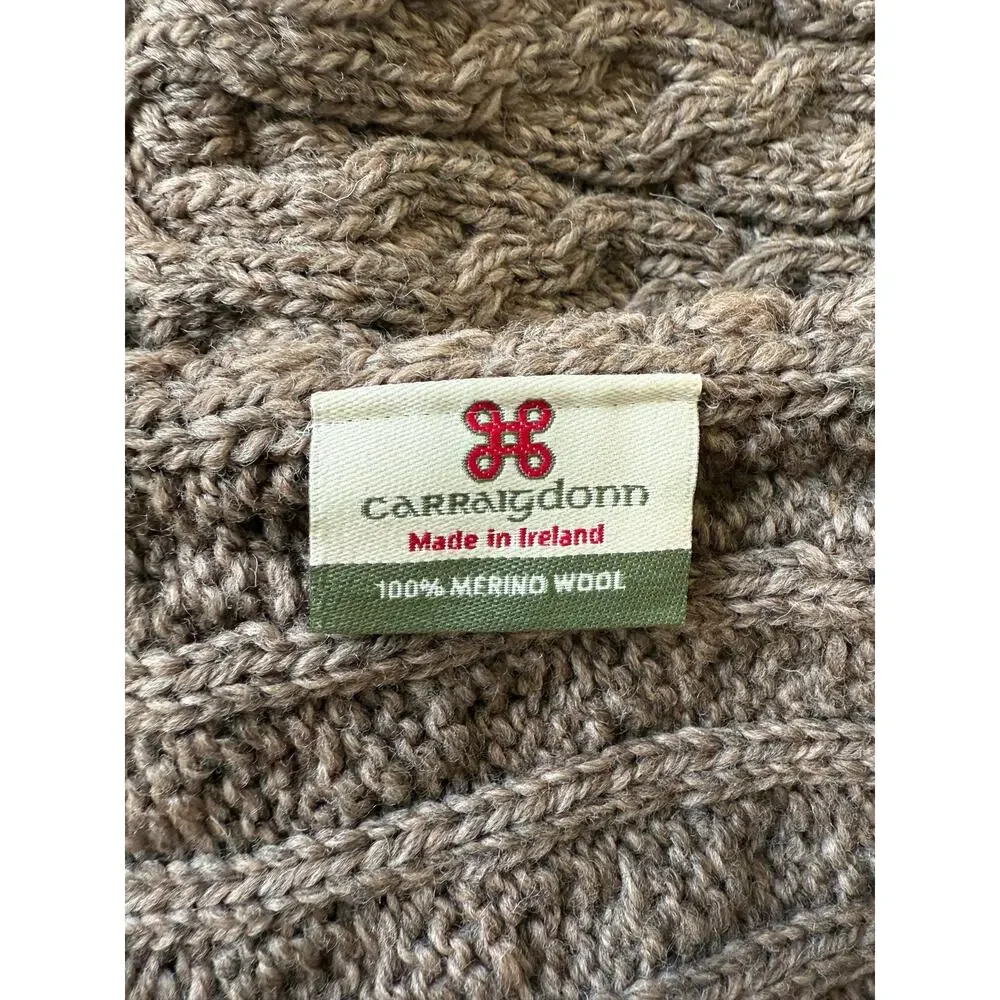 carraigdonn
Made in Ireland
100% MERINO WOOL